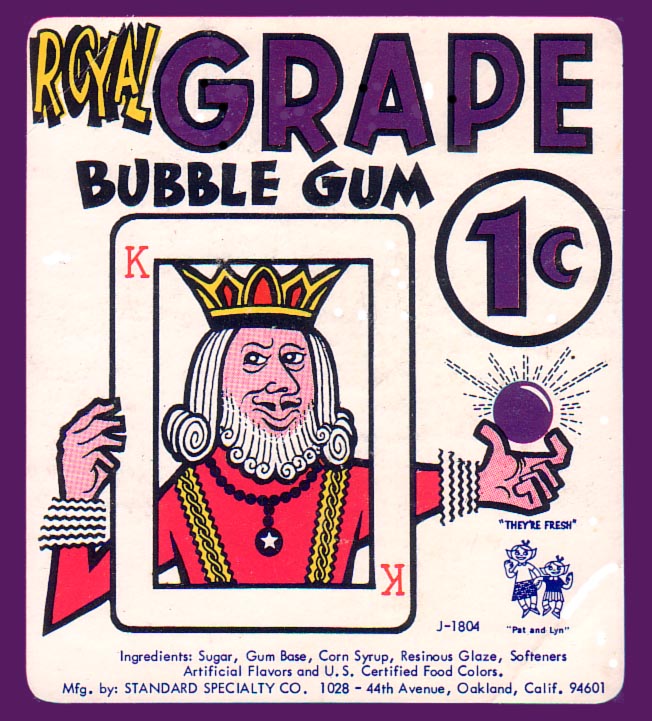 ROYAL GRAPE
BUBBLE GUM
1c
K
K
"THEY'RE FRESH"
"Pat and Lyn"
J-1804
Ingredients: Sugar, Gum Base, Corn Syrup, Resinous Glaze, Softeners
Artificial Flavors and U.S. Certified Food Colors.
Mfg. by: STANDARD SPECIALTY CO. 1028 - 44th Avenue, Oakland, Calif. 94601